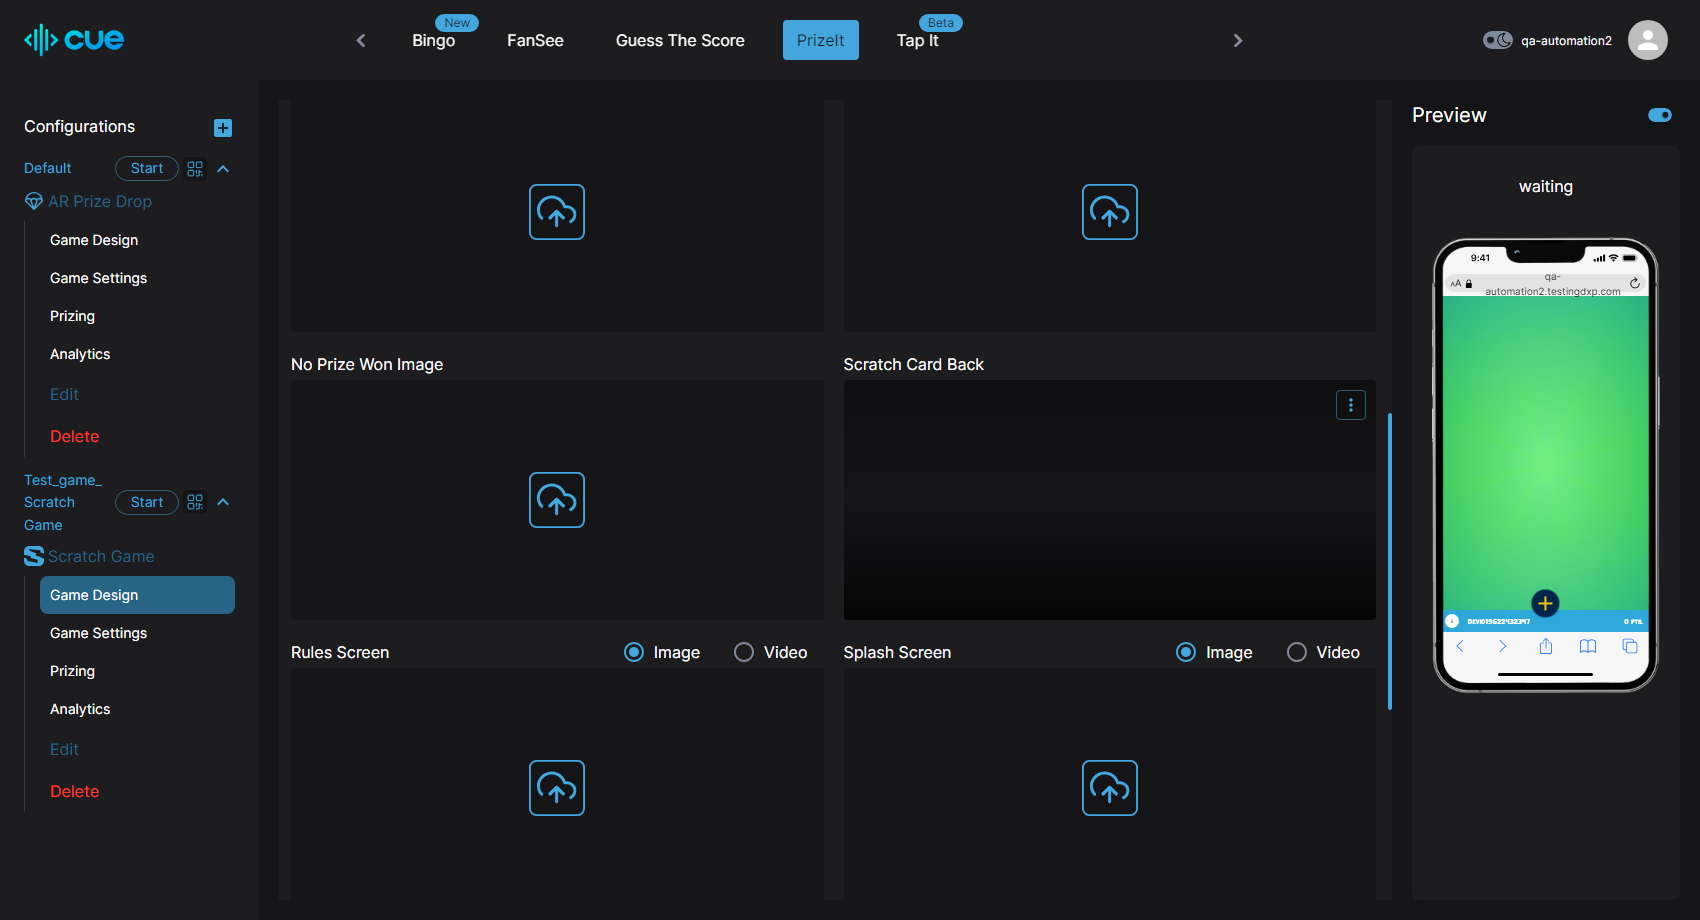 cue
New
Bingo
FanSee
Guess The Score
PrizeIt
Beta
Tap It
qa-automation2
Configurations
Default
Start
AR Prize Drop
Game Design
Game Settings
Prizing
Analytics
Edit
Delete
Test_game_
Scratch
Game
Start
Scratch Game
Game Design
Game Settings
Prizing
Analytics
Edit
Delete
No Prize Won Image
Scratch Card Back
Rules Screen
Image
Video
Splash Screen
Image
Video
Preview
waiting
9:41
AA
qa-
automation2.testingdxp.com
0 PTS.